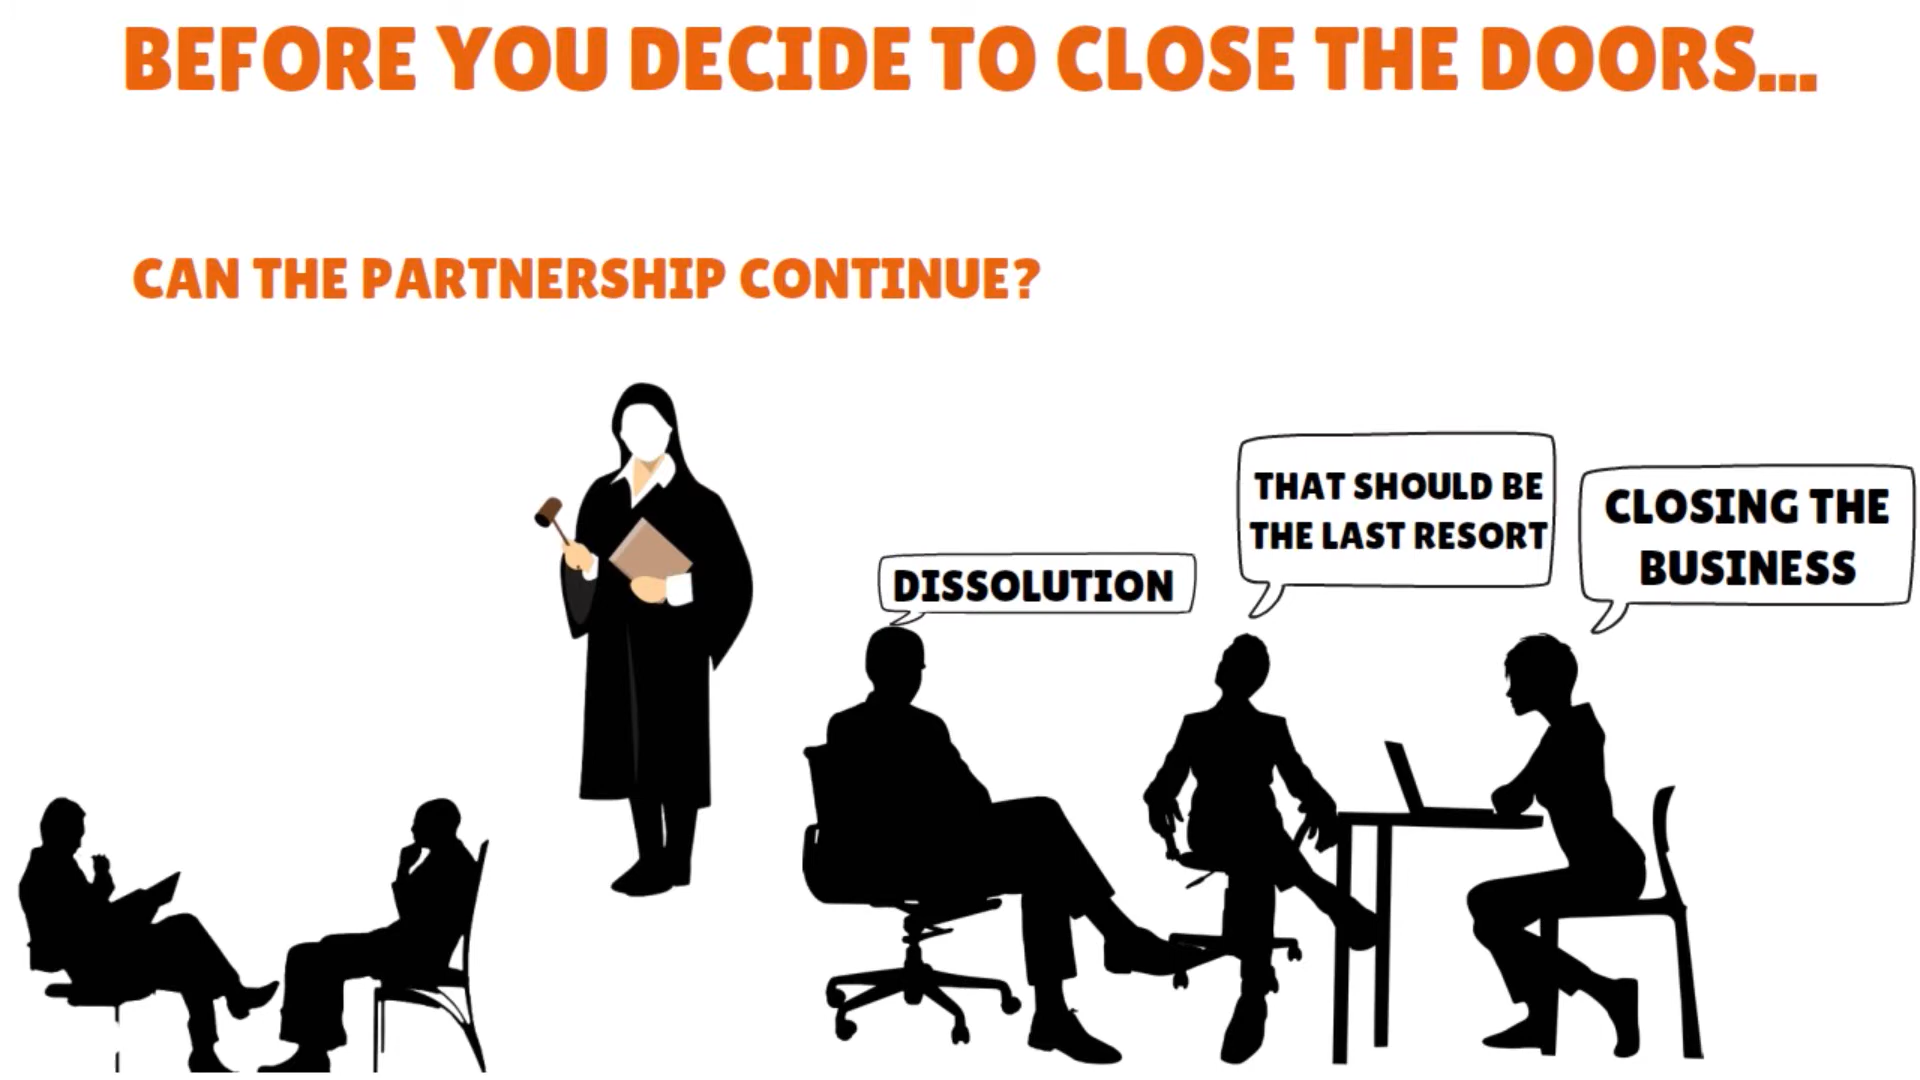 BEFORE YOU DECIDE TO CLOSE THE DOORS...
CAN THE PARTNERSHIP CONTINUE?
DISSOLUTION
THAT SHOULD BE
THE LAST RESORT
CLOSING THE
BUSINESS